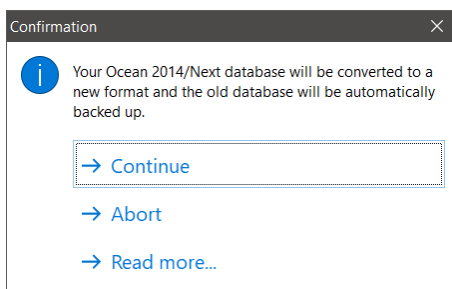 Confirmation
Your Ocean 2014/Next database will be converted to a
new format and the old database will be automatically
backed up.
Continue
Abort
Read more...